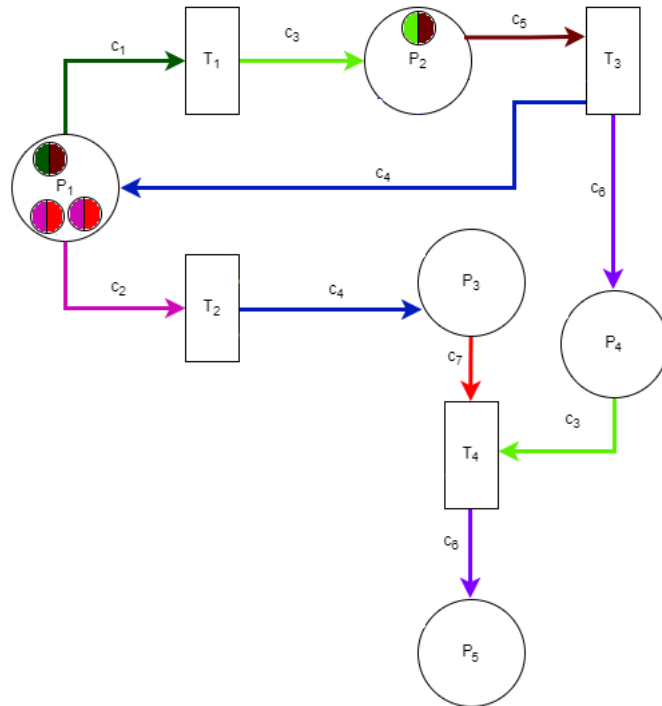 c₁
T₁
c₃
P₂
c₅
T₃
P₁
c₄
c₆
c₂
T₂
c₄
P₃
P₄
c₇
c₃
T₄
c₆
P₅